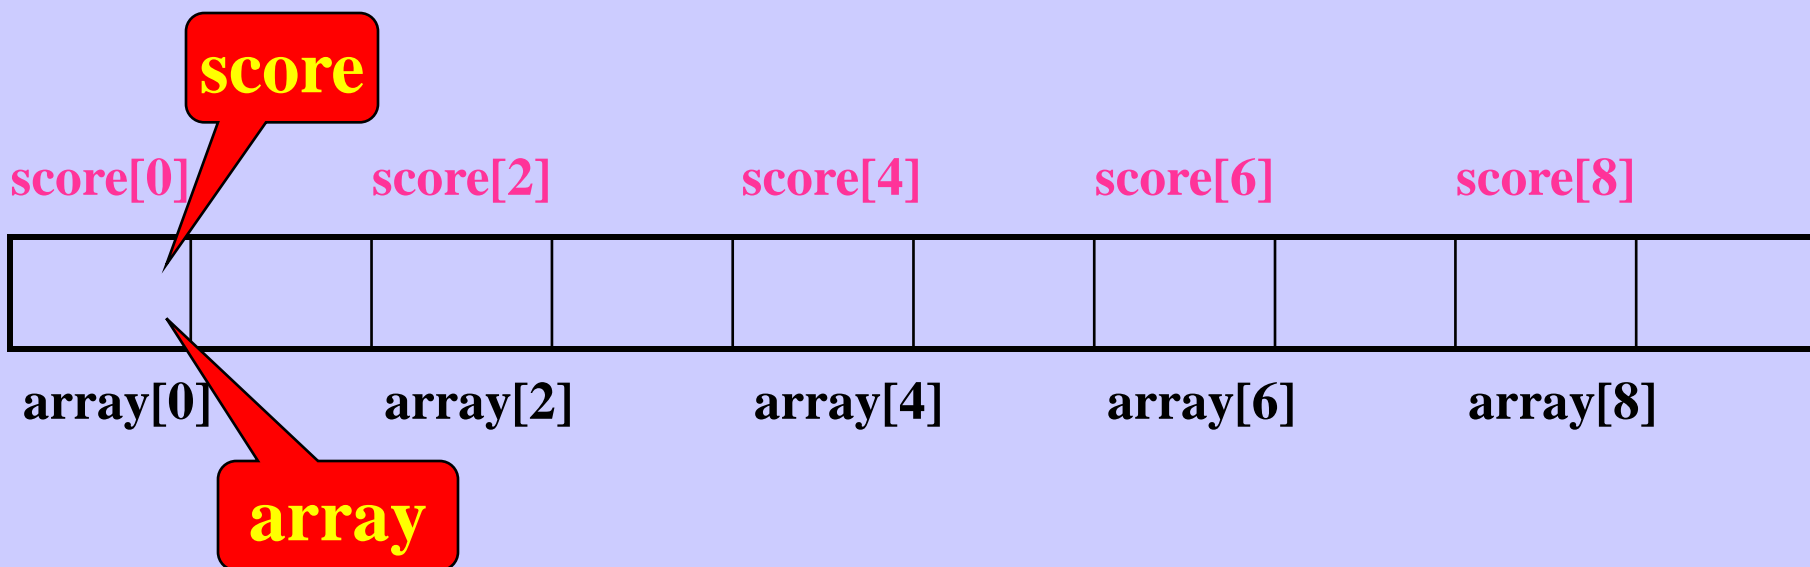 score
score[0] score[2] score[4] score[6] score[8]
array[0] array[2] array[4] array[6] array[8]
array